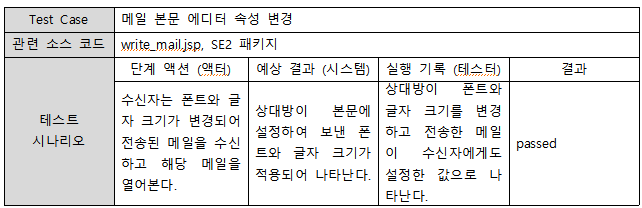 Test Case
메일 본문 에디터 속성 변경
관련 소스 코드
write_mail.jsp, SE2 패키지
테스트
시나리오
단계 액션 (액터)
예상 결과 (시스템)
실행 기록 (테스터)
결과
수신자는 폰트와 글
자 크기가 변경되어
전송된 메일을 수신
하고 해당 메일을
열어본다.
상대방이 본문에
설정하여 보낸 폰
트와 글자 크기가
적용되어 나타난다.
상대방이 폰트와
글자 크기를 변경
하고 전송한 메일
이 수신자에게도
설정한 값으로 나
타난다.
passed